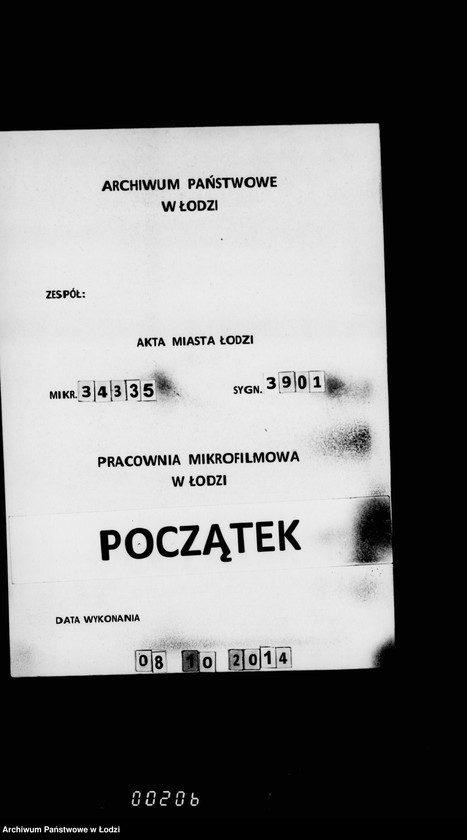 ARCHIWUM PAŃSTWOWE
W ŁODZI
ZESPÓŁ:
AKTA MIASTA ŁODZI
MIKR. 34335 SYGN. 3901
PRACOWNIA MIKROFILMOWA
W ŁODZI
POCZĄTEK
DATA WYKONANIA
08 10 2014
00206
Archiwum Państwowe w Łodzi